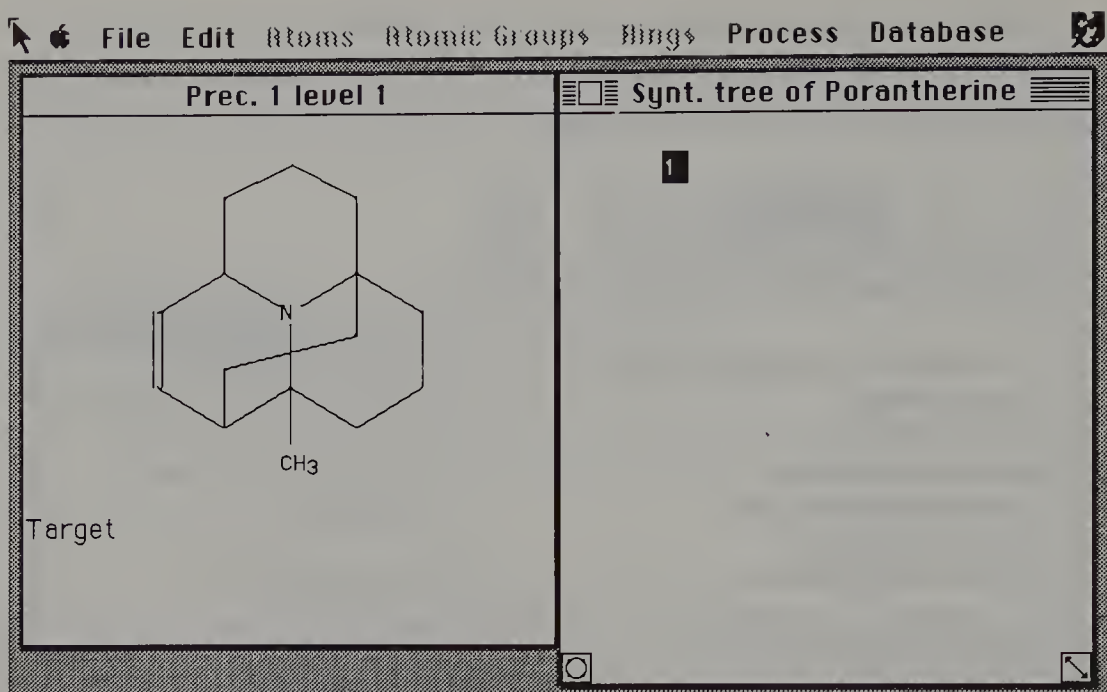 File Edit Atoms Atomic Groups Rings Process Database
Prec. 1 level 1
Synt. tree of Porantherine
1
N
CH3
Target